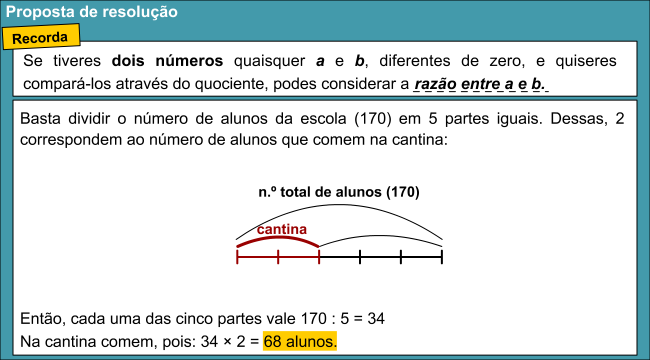 Proposta de resolução
Recorda
Se tiveres dois números quaisquer a e b, diferentes de zero, e quiseres
compará-los através do quociente, podes considerar a razão entre a e b.
Basta dividir o número de alunos da escola (170) em 5 partes iguais. Dessas, 2
correspondem ao número de alunos que comem na cantina:
n.º total de alunos (170)
cantina
Então, cada uma das cinco partes vale 170 : 5 = 34
Na cantina comem, pois: 34 × 2 = 68 alunos.